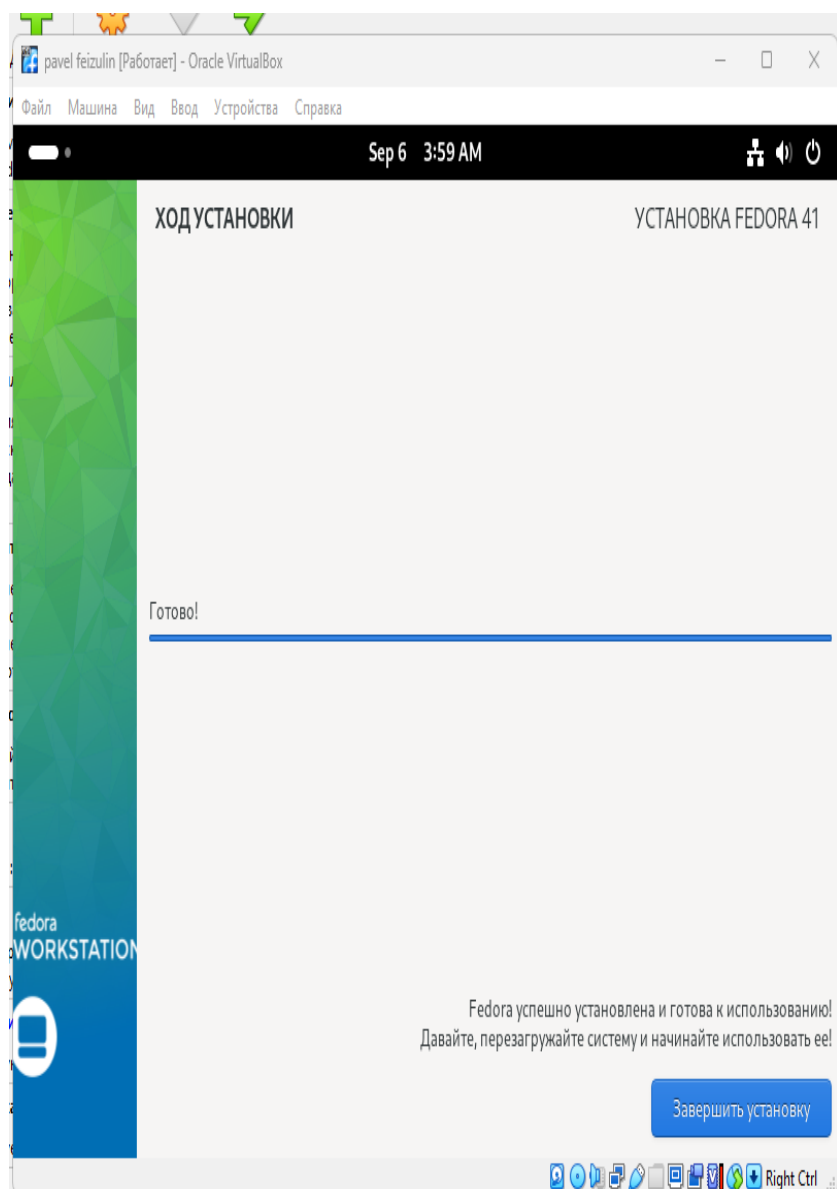 pavel feizulin [Работает] - Oracle VirtualBox
Файл Машина Вид Ввод Устройства Справка
Sep 6 3:59 AM
ХОД УСТАНОВКИ
УСТАНОВКА FEDORA 41
Готово!
fedora
WORKSTATION
Fedora успешно установлена и готова к использованию!
Давайте, перезагружайте систему и начинайте использовать ее!
Завершить установку
Right Ctrl